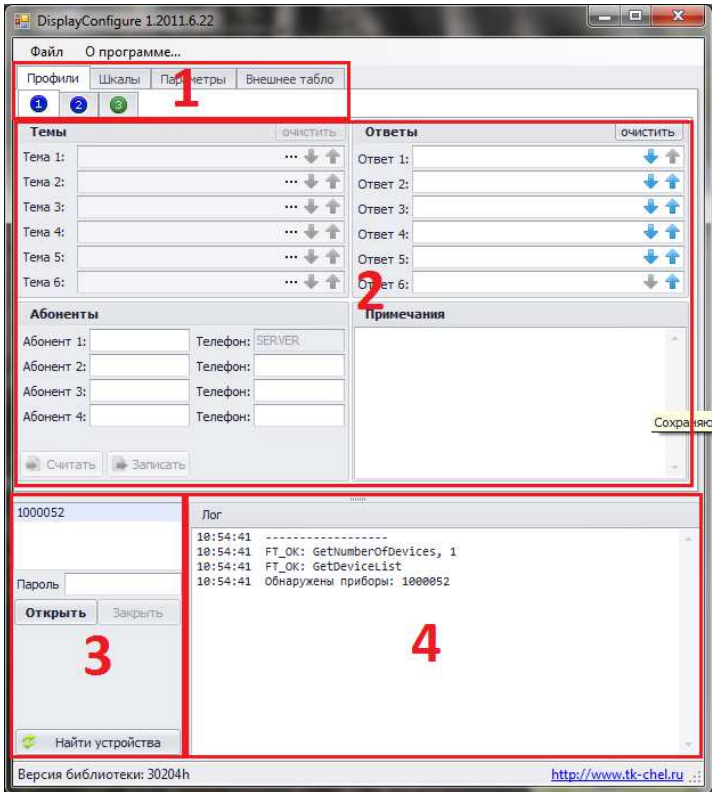 DisplayConfigure 1.2011.6.22
Файл О программе...
Профили Шкалы Параметры Внешнее табло
1
1 2 3
Темы очистить
Тема 1: ...
Тема 2: ...
Тема 3: ...
Тема 4: ...
Тема 5: ...
Тема 6: ...
Ответы очистить
Ответ 1:
Ответ 2:
Ответ 3:
Ответ 4:
Ответ 5:
Ответ 6:
2
Абоненты
Абонент 1: Телефон: SERVER
Абонент 2: Телефон:
Абонент 3: Телефон:
Абонент 4: Телефон:
Считать Записать
Примечания
Сохраняю
1000052
Пароль
Открыть Закрыть
3
Найти устройства
Лог
10:54:41 ------------------
10:54:41 FT_OK: GetNumberOfDevices, 1
10:54:41 FT_OK: GetDeviceList
10:54:41 Обнаружены приборы: 1000052
4
Версия библиотеки: 30204h http://www.tk-chel.ru